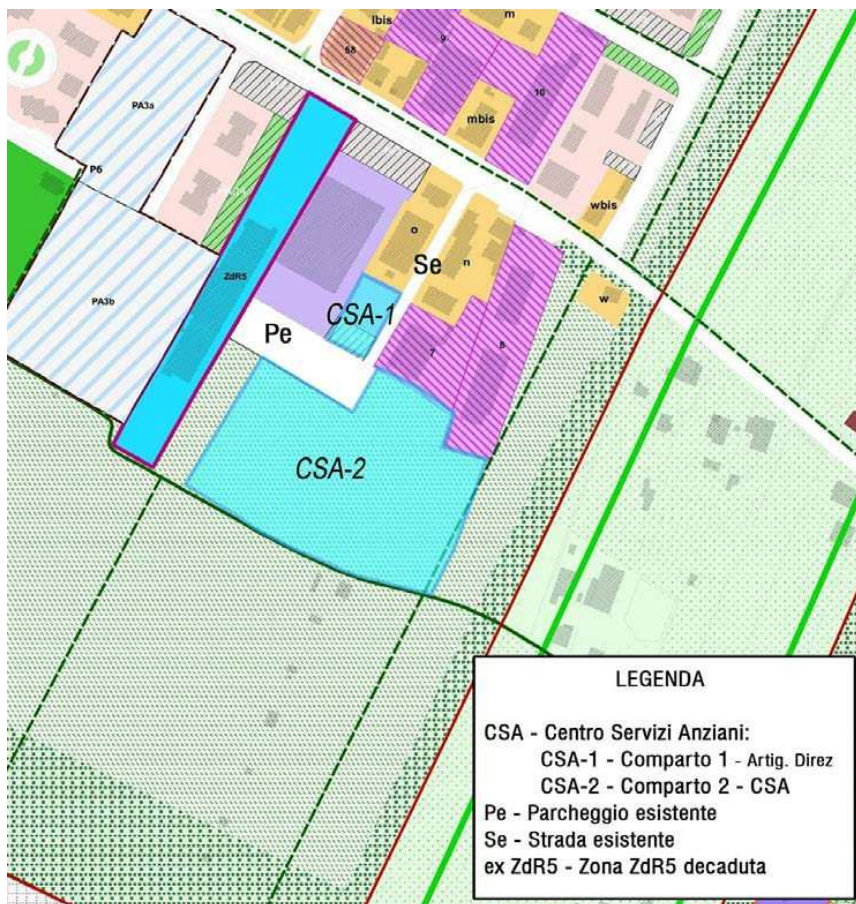 lbis
m
9
68
PA3a
10
mbis
P6
wbis
o
Se
n
ZdR5
w
PA3b
CSA-1
Pe
7
8
CSA-2
LEGENDA
CSA - Centro Servizi Anziani:
CSA-1 - Comparto 1 - Artig. Direz
CSA-2 - Comparto 2 - CSA
Pe - Parcheggio esistente
Se - Strada esistente
ex ZdR5 - Zona ZdR5 decaduta